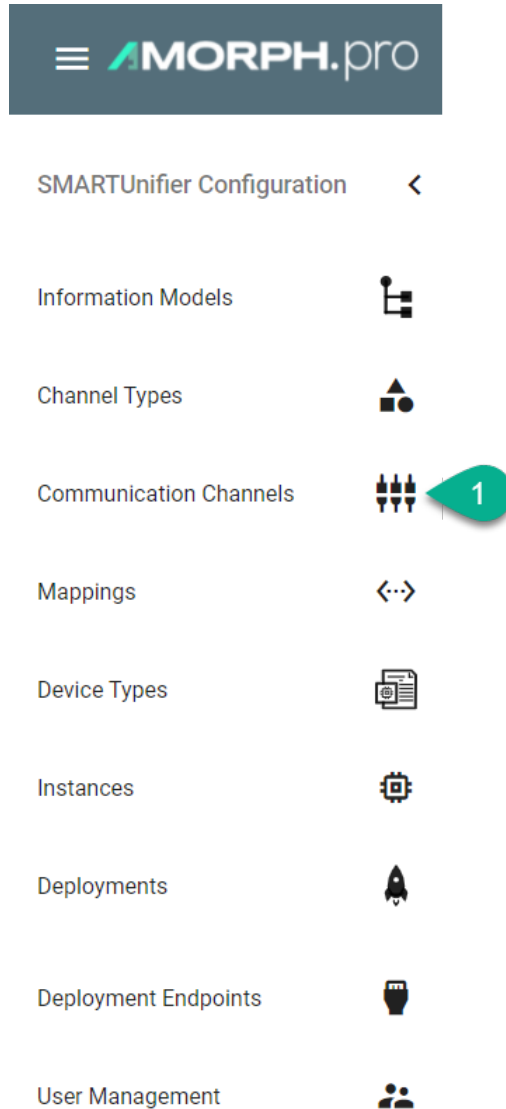 AMORPH.pro
SMARTUnifier Configuration
Information Models
Channel Types
Communication Channels
1
Mappings
Device Types
Instances
Deployments
Deployment Endpoints
User Management